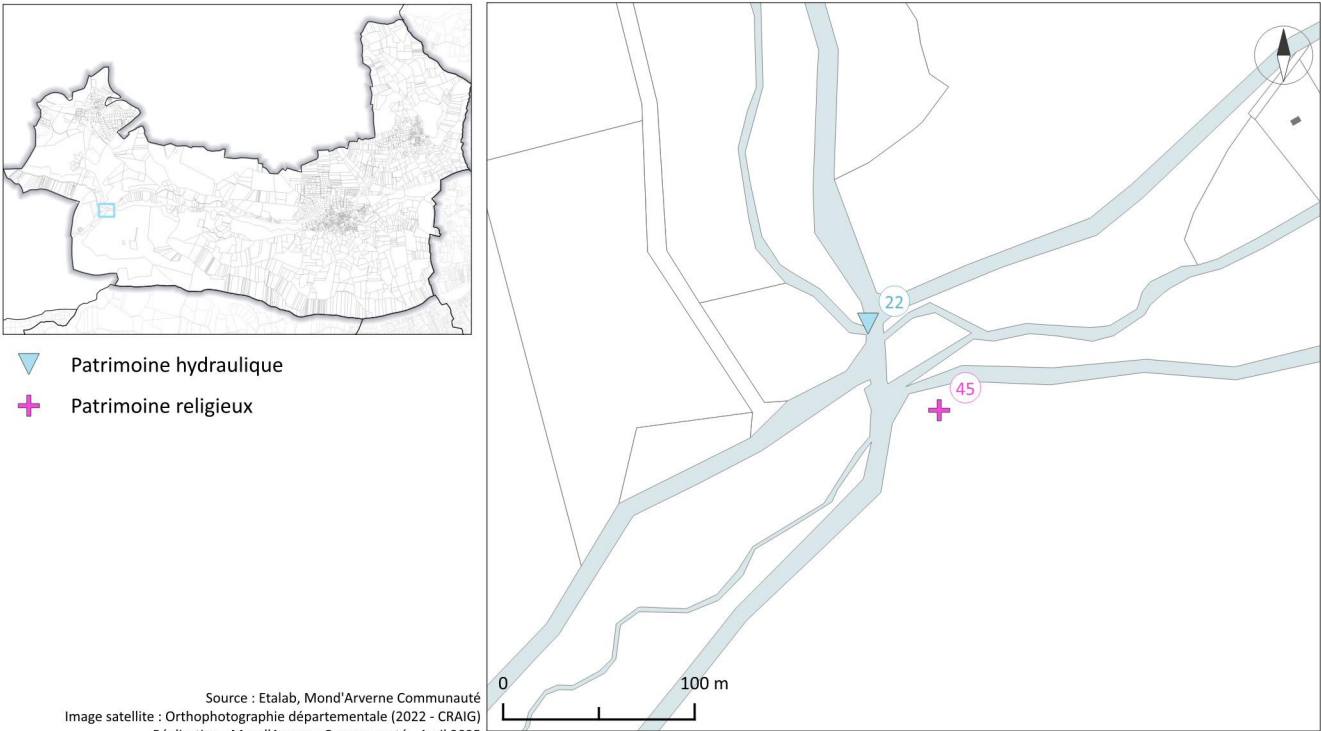 Patrimoine hydraulique
Patrimoine religieux
22
45
0 100 m
Source : Etalab, Mond'Arverne Communauté
Image satellite : Orthophotographie départementale (2022 - CRAIG)